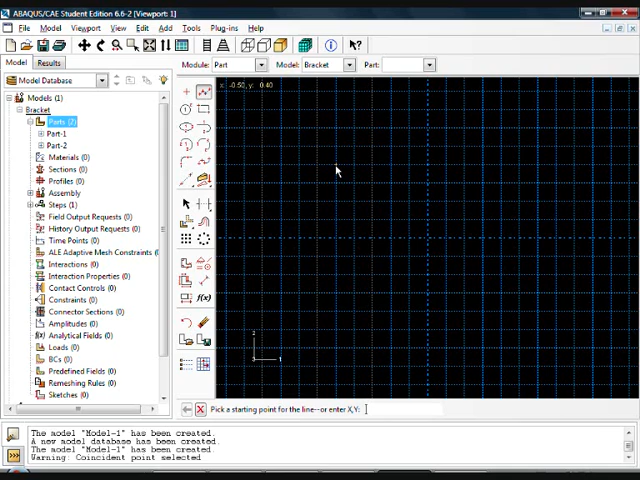 ABAQUS/CAE Student Edition 6.6-2 [Viewport: 1]
File Model Viewport View Edit Add Tools Plug-ins Help
Model Results Module: Part Model: Bracket Part:
Model Database
x: -0.50, y: 0.40
Models (1)
Bracket
Parts (2)
Part-1
Part-2
Materials (0)
Sections (0)
Profiles (0)
Assembly
Steps (1)
Field Output Requests (0)
History Output Requests (0)
Time Points (0)
ALE Adaptive Mesh Constraints (0)
Interactions (0)
Interaction Properties (0)
Contact Controls (0)
Constraints (0)
Connector Sections (0)
Amplitudes (0)
Analytical Fields (0)
Loads (0)
BCs (0)
Predefined Fields (0)
Remeshing Rules (0)
Sketches (0)
f(x)
2
3 1
Pick a starting point for the line--or enter X,Y:
The model "Model-1" has been created.
A new model database has been created.
The model "Model-1" has been created.
Warning: Coincident point selected